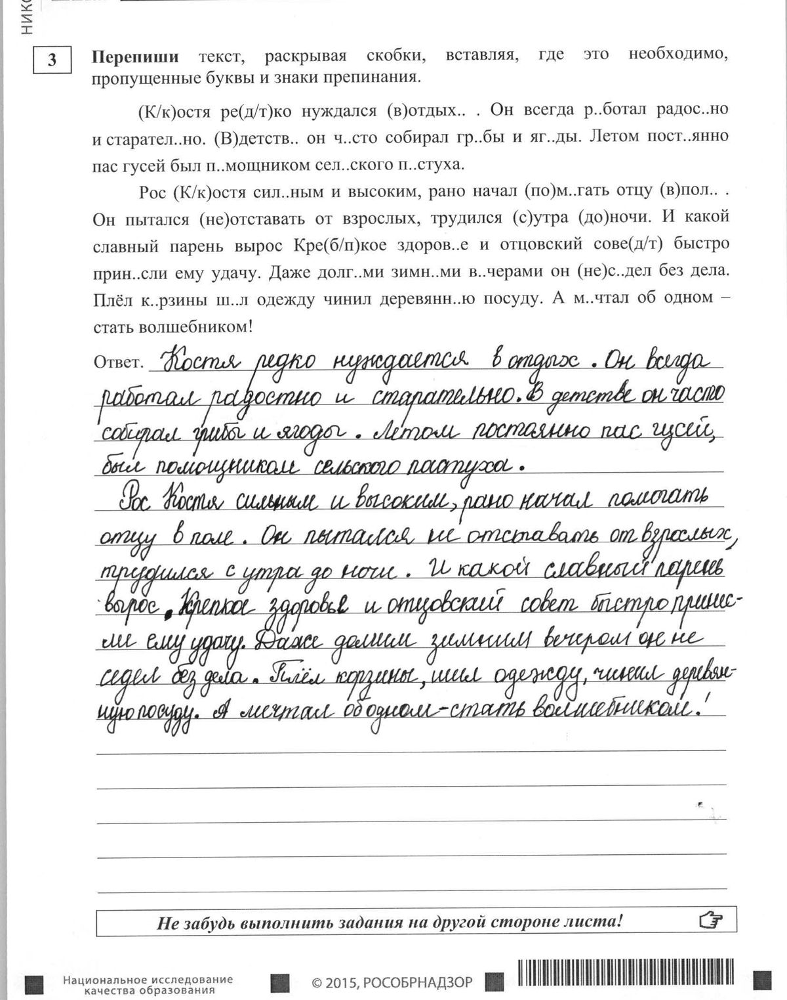 НИКО
3
Перепиши текст, раскрывая скобки, вставляя, где это необходимо,
пропущенные буквы и знаки препинания.
(К/к)остя ре(д/т)ко нуждался (в)отдых.. . Он всегда р..ботал радос..но
и старател..но. (В)детств.. он ч..сто собирал гр..бы и яг..ды. Летом пост..янно
пас гусей был п..мощником сел..ского п..стуха.
Рос (К/к)остя сил..ным и высоким, рано начал (по)м..гать отцу (в)пол.. .
Он пытался (не)отставать от взрослых, трудился (с)утра (до)ночи. И какой
славный парень вырос Кре(б/п)кое здоров..е и отцовский сове(д/т) быстро
прин..сли ему удачу. Даже долг..ми зимн..ми в..черами он (не)с..дел без дела.
Плёл к..рзины ш..л одежду чинил деревянн..ю посуду. А м..чтал об одном –
стать волшебником!
Ответ. Костя редко нуждается в отдых . Он всегда
работал радостно и старательно. В детстве он часто
собирал грибы и ягоды . Летом постоянно пас гусей,
был помощником сельского пастуха .
Рос Костя сильным и высоким, рано начал помогать
отцу в поле . Он пытался не отставать от взрослых,
трудился с утра до ночи . И какой славный парень
вырос . Крепкое здоровье и отцовский совет быстро принес-
ли ему удачу. Даже долгим зимним вечером он не
седел без дела . Плёл корзины, шил одежду, чинил деревян-
ную посуду. А мечтал об одном – стать волшебником !
Не забудь выполнить задания на другой стороне листа!
Национальное исследование
качества образования
© 2015, РОСОБРНАДЗОР